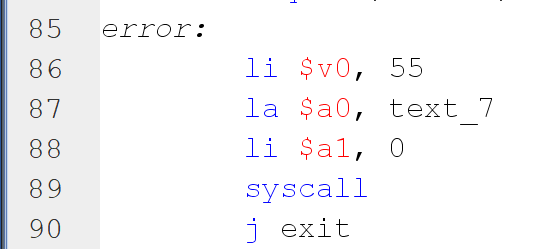 85 error:
86 li $v0, 55
87 la $a0, text_7
88 li $a1, 0
89 syscall
90 j exit